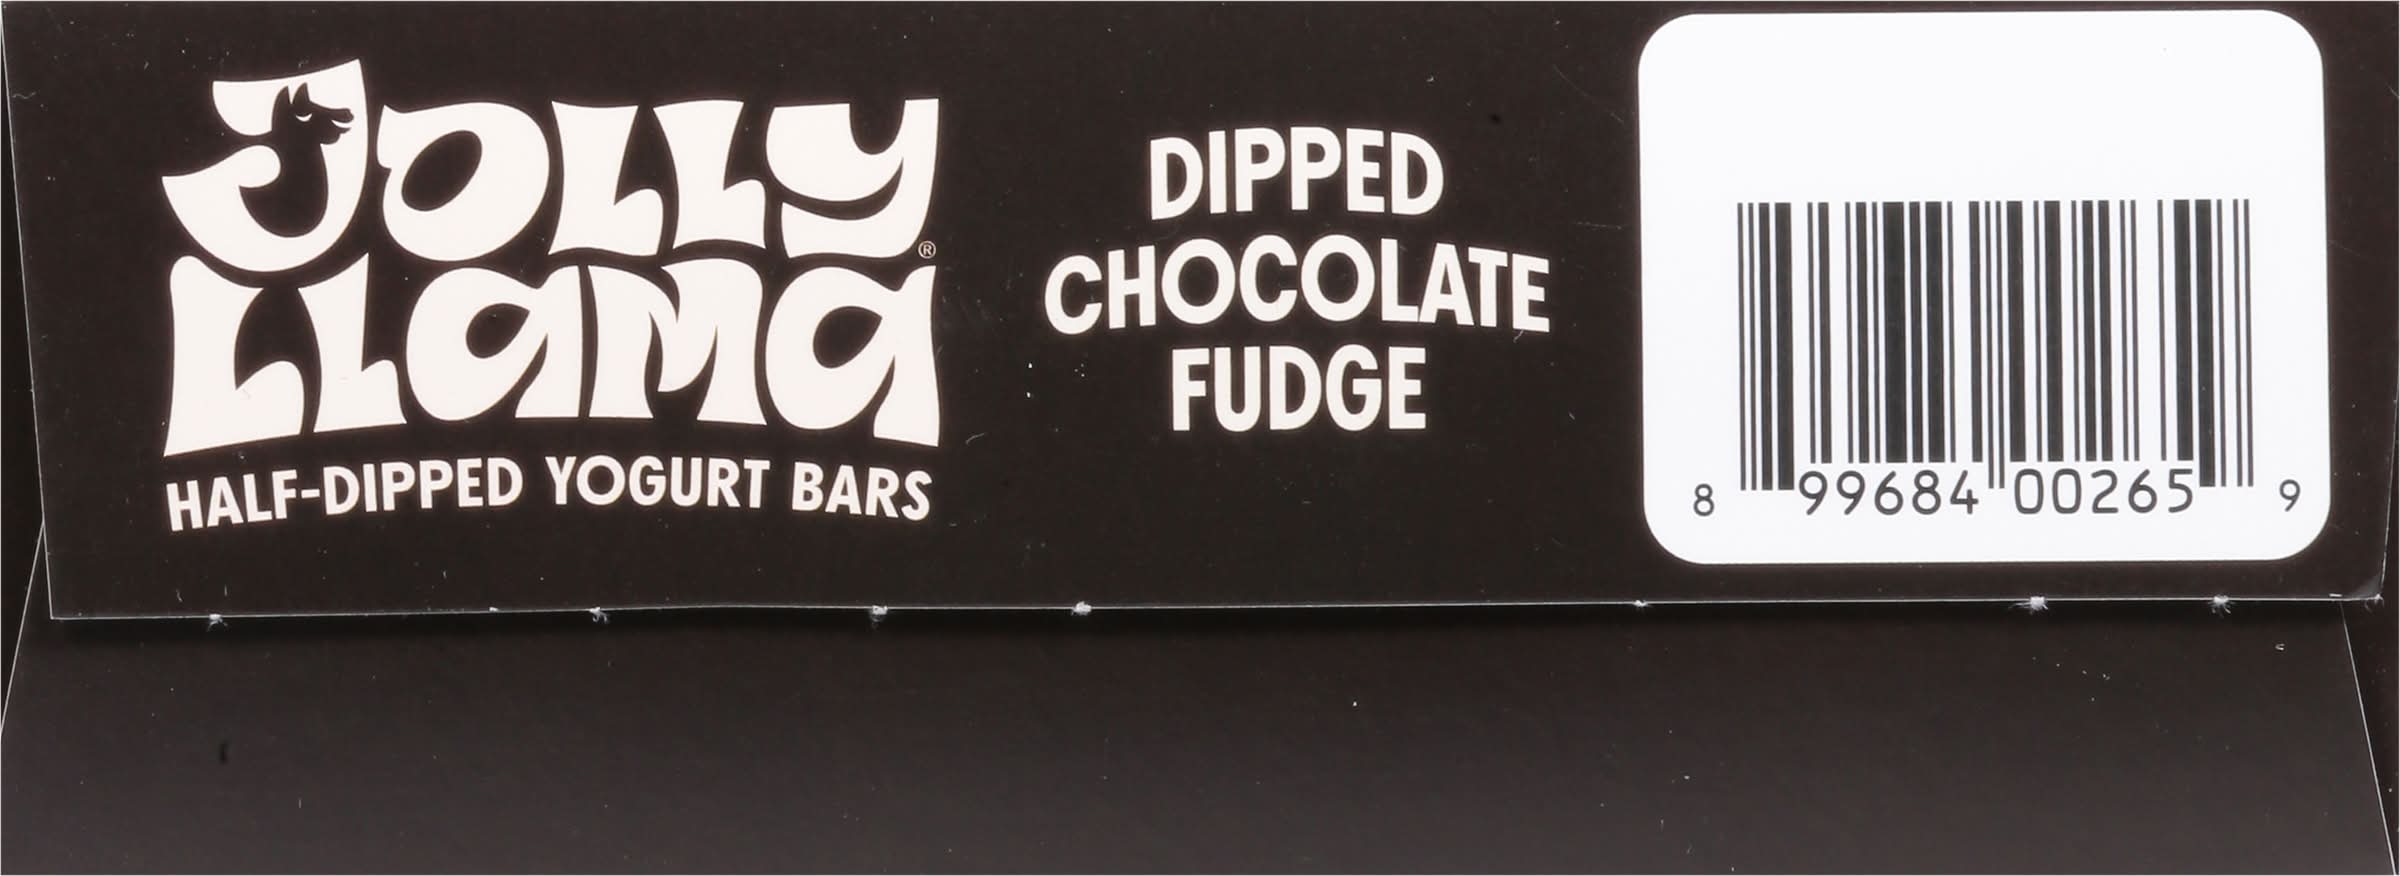 JOLLY
LLAMA®
HALF-DIPPED YOGURT BARS
DIPPED
CHOCOLATE
FUDGE
8 99684 00265 9